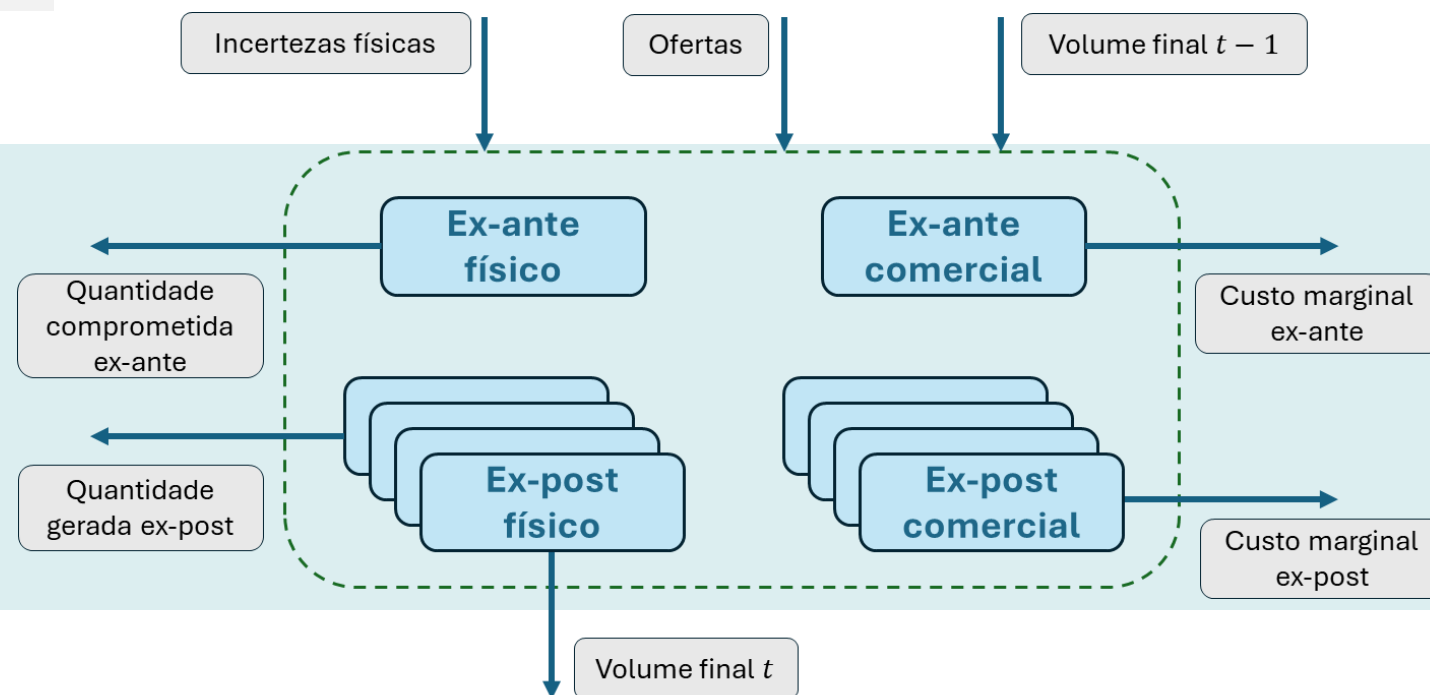 Incertezas físicas
Ofertas
Volume final t − 1
Ex-ante
físico
Ex-ante
comercial
Quantidade
comprometida
ex-ante
Custo marginal
ex-ante
Quantidade
gerada ex-post
Ex-post
físico
Ex-post
comercial
Custo marginal
ex-post
Volume final t